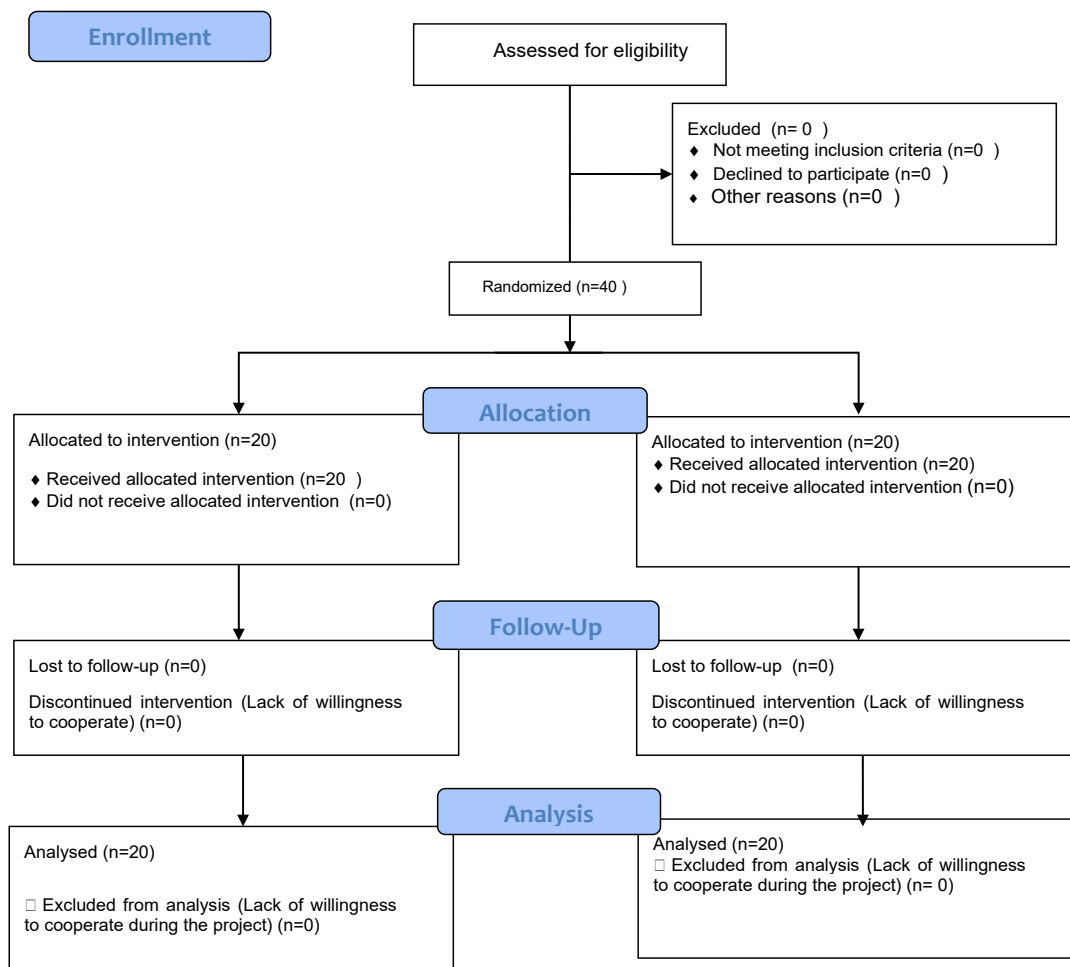 Enrollment
Assessed for eligibility
Excluded (n= 0 )
♦ Not meeting inclusion criteria (n=0 )
♦ Declined to participate (n=0 )
♦ Other reasons (n=0 )
Randomized (n=40 )
Allocation
Allocated to intervention (n=20)
♦ Received allocated intervention (n=20 )
♦ Did not receive allocated intervention (n=0)
Allocated to intervention (n=20)
♦ Received allocated intervention (n=20)
♦ Did not receive allocated intervention (n=0)
Follow-Up
Lost to follow-up (n=0)
Discontinued intervention (Lack of willingness
to cooperate) (n=0)
Lost to follow-up (n=0)
Discontinued intervention (Lack of willingness
to cooperate) (n=0)
Analysis
Analysed (n=20)
□ Excluded from analysis (Lack of willingness
to cooperate during the project) (n=0)
Analysed (n=20)
□ Excluded from analysis (Lack of willingness
to cooperate during the project) (n= 0)